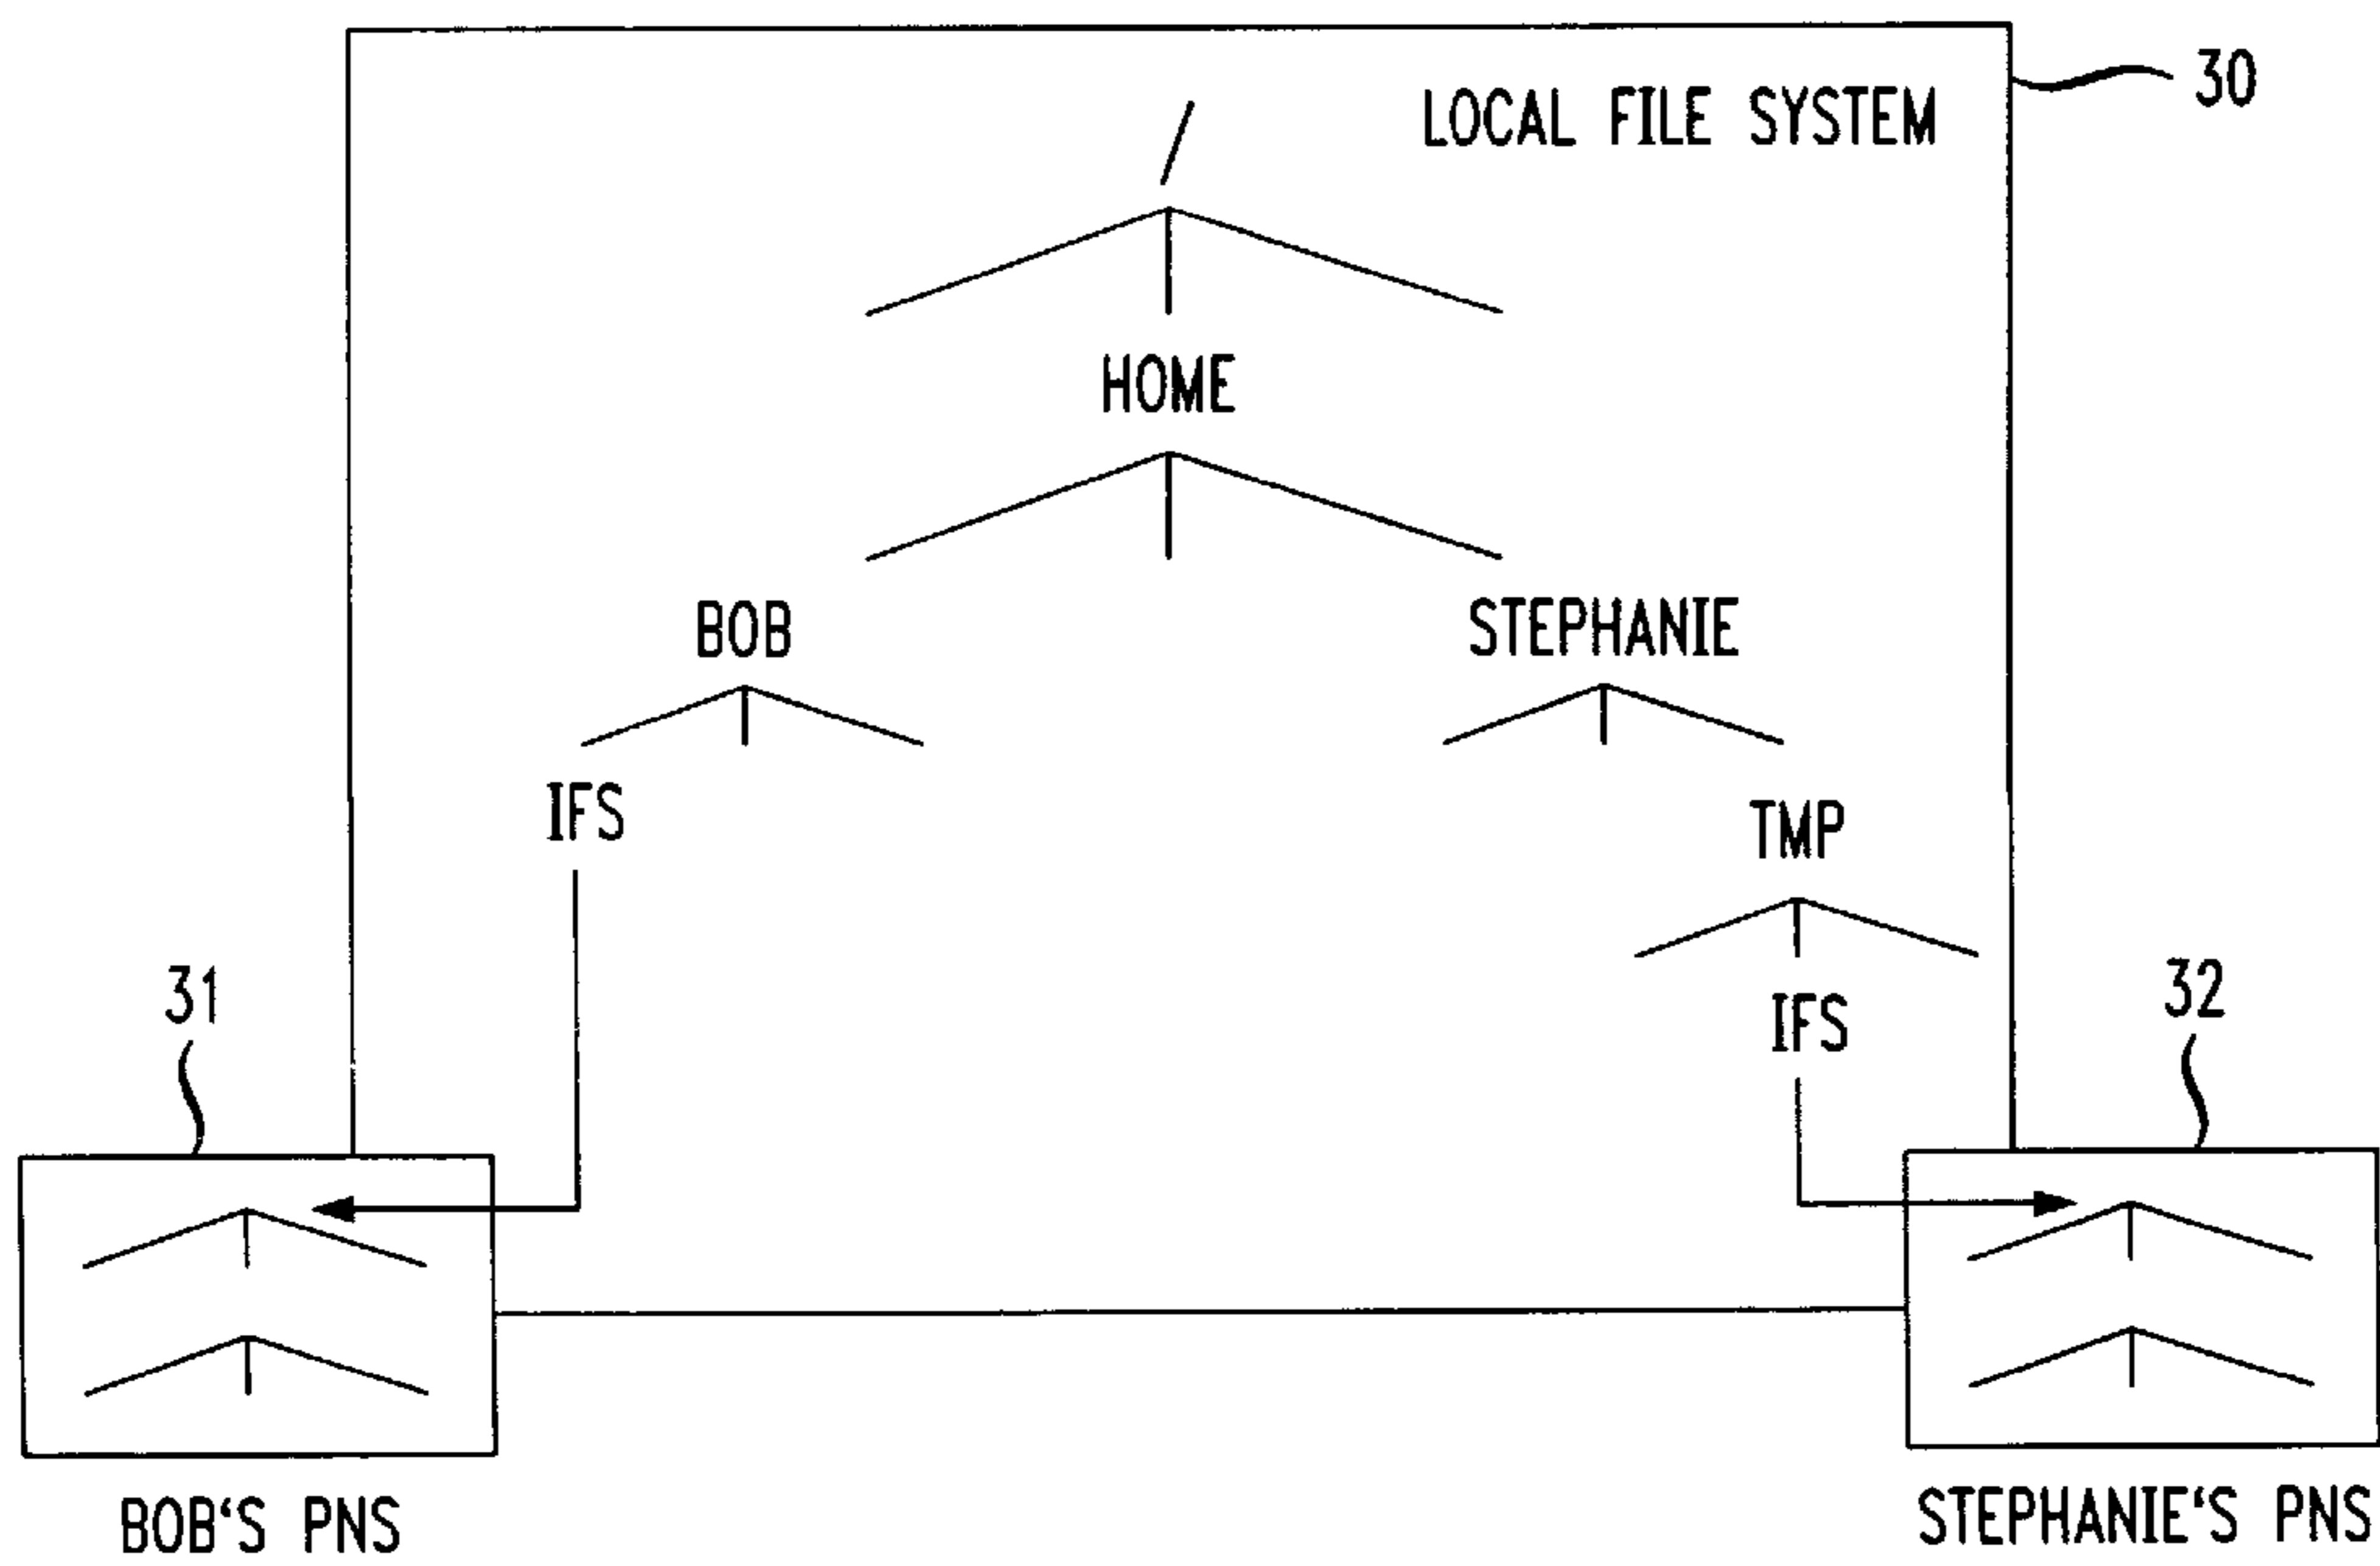 30
LOCAL FILE SYSTEM
/
HOME
BOB
STEPHANIE
IFS
TMP
31
32
IFS
BOB'S PNS
STEPHANIE'S PNS